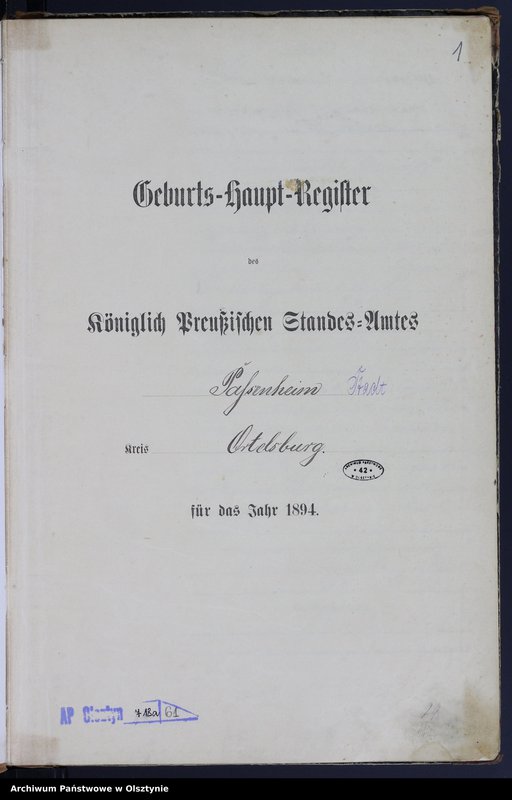 1
Geburts-Haupt-Register
des
Königlich Preußischen Standes-Amtes
Passenheim Stadt
Kreis Ortelsburg.
42
für das Jahr 1894.
AP Olsztyn 718a 61
Archiwum Państwowe w Olsztynie